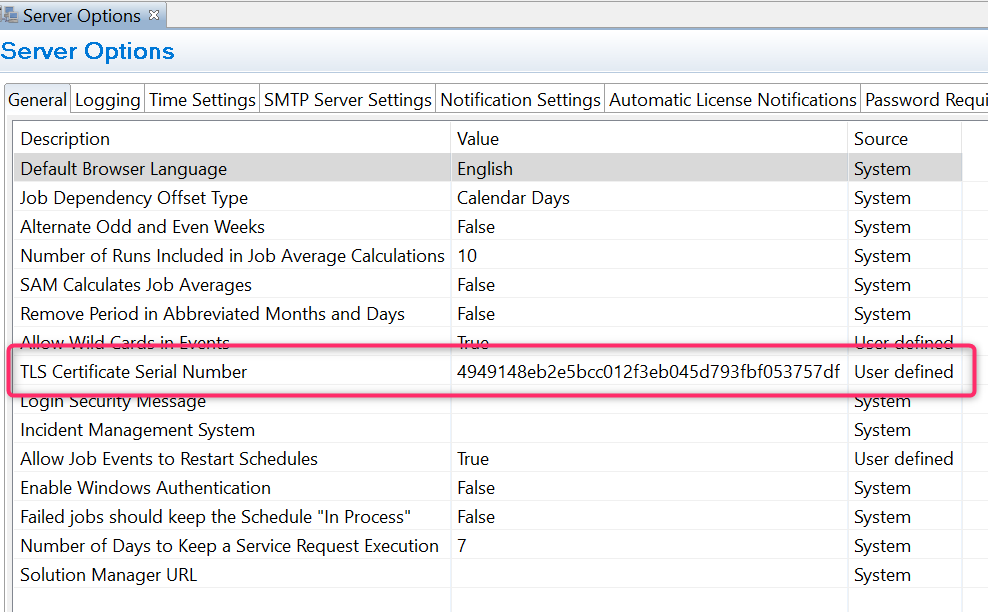 Server Options
Server Options
General Logging Time Settings SMTP Server Settings Notification Settings Automatic License Notifications Password Requi
Description Value Source
Default Browser Language English System
Job Dependency Offset Type Calendar Days System
Alternate Odd and Even Weeks False System
Number of Runs Included in Job Average Calculations 10 System
SAM Calculates Job Averages False System
Remove Period in Abbreviated Months and Days False System
Allow Wild Cards in Events True User defined
TLS Certificate Serial Number 4949148eb2e5bcc012f3eb045d793fbf053757df User defined
Login Security Message System
Incident Management System System
Allow Job Events to Restart Schedules True User defined
Enable Windows Authentication False System
Failed jobs should keep the Schedule "In Process" False System
Number of Days to Keep a Service Request Execution 7 System
Solution Manager URL System